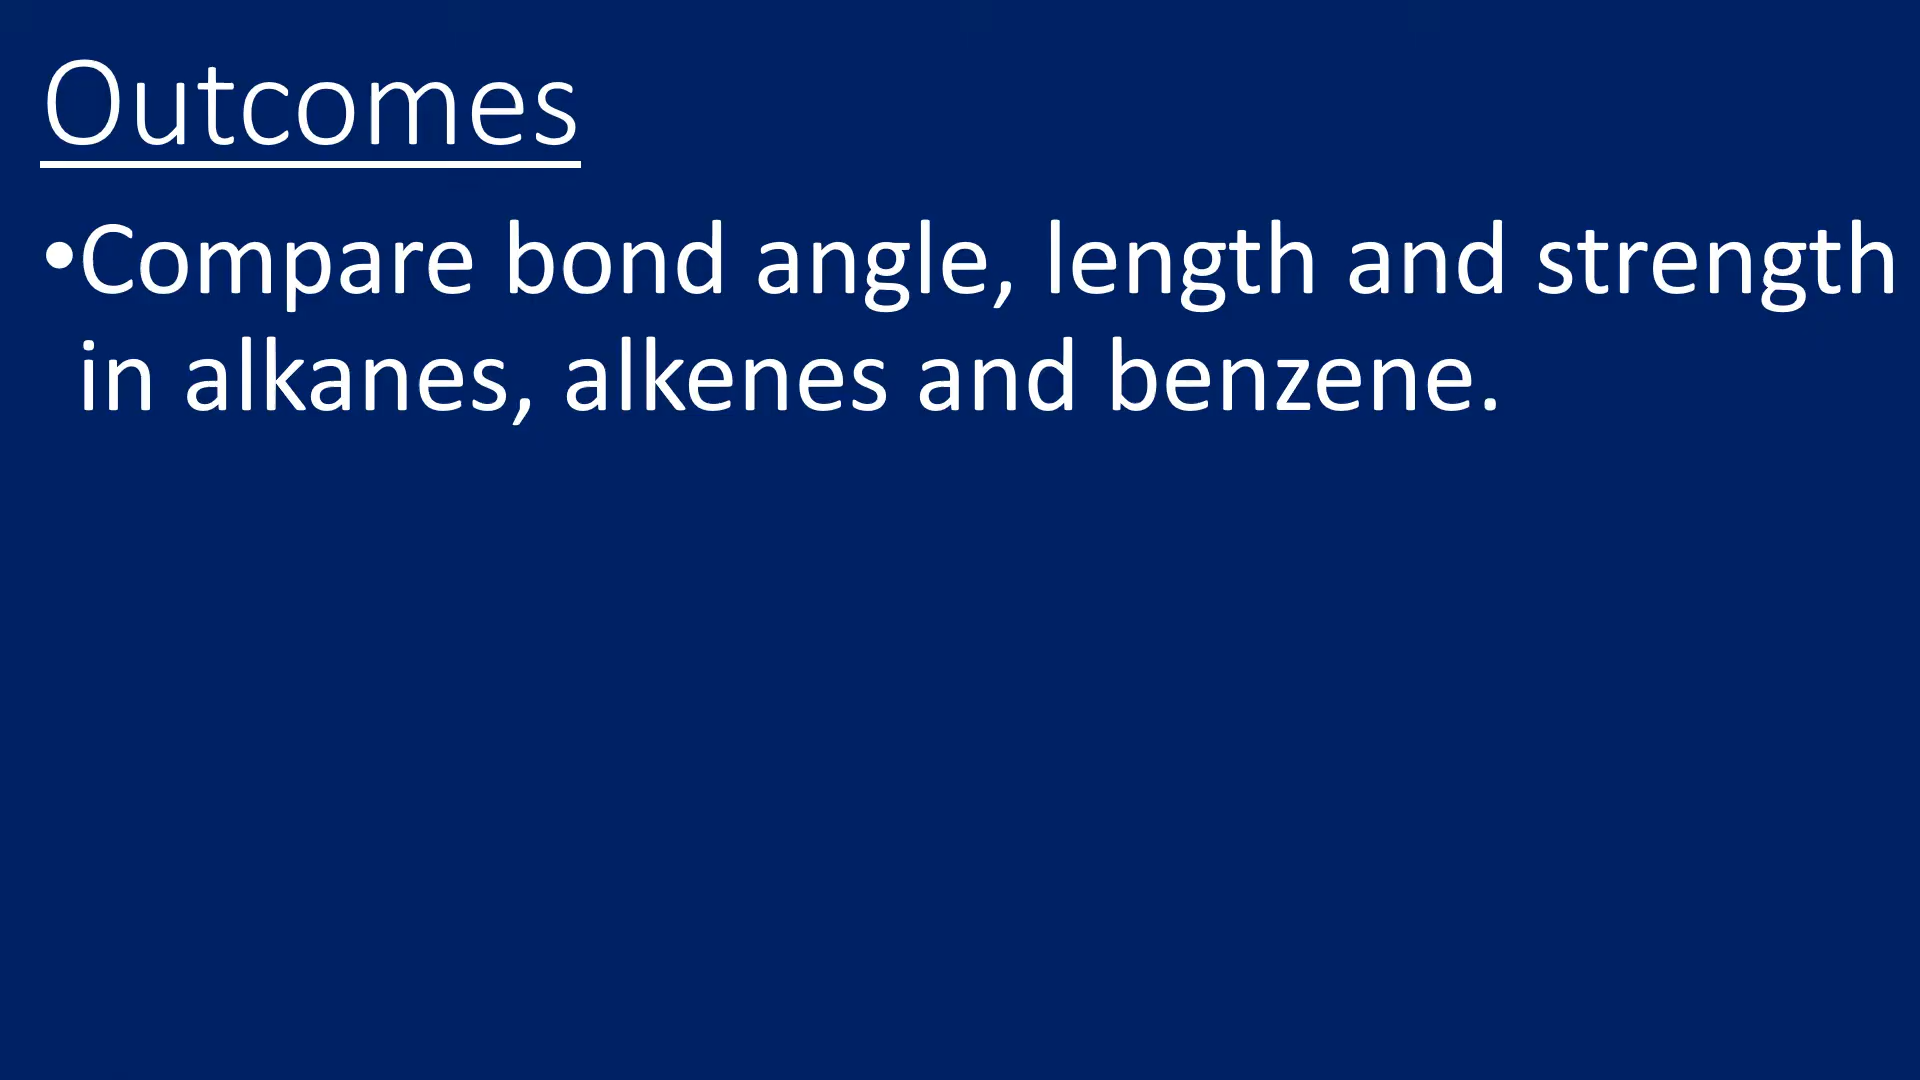 Outcomes
•Compare bond angle, length and strength
in alkanes, alkenes and benzene.